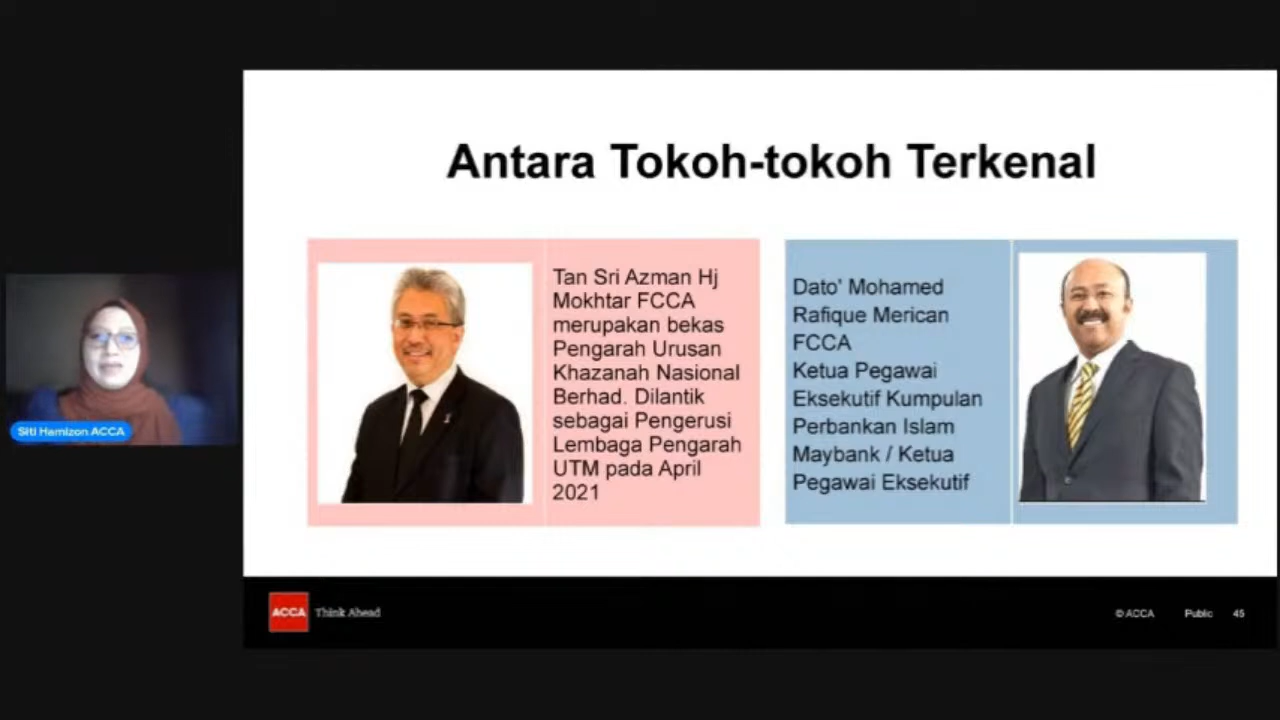 Antara Tokoh-tokoh Terkenal
Tan Sri Azman Hj
Mokhtar FCCA
merupakan bekas
Pengarah Urusan
Khazanah Nasional
Berhad. Dilantik
sebagai Pengerusi
Lembaga Pengarah
UTM pada April
2021
Dato' Mohamed
Rafique Merican
FCCA
Ketua Pegawai
Eksekutif Kumpulan
Perbankan Islam
Maybank / Ketua
Pegawai Eksekutif
Siti Hamizon ACCA
ACCA Think Ahead
© ACCA Public 45